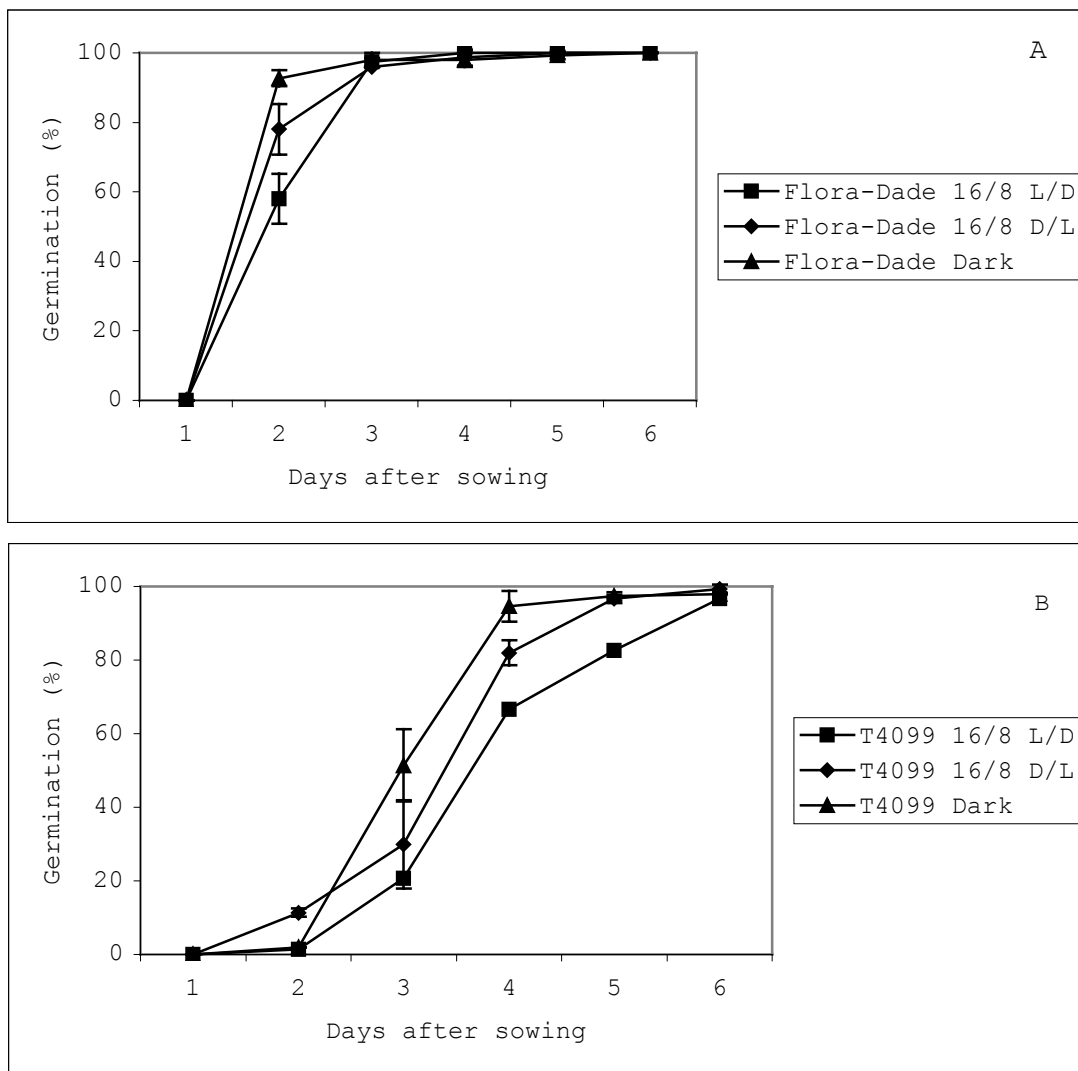 A
100
80
60
40
20
0
Germination (%)
1 2 3 4 5 6
Days after sowing
Flora-Dade 16/8 L/D
Flora-Dade 16/8 D/L
Flora-Dade Dark
B
100
80
60
40
20
0
Germination (%)
1 2 3 4 5 6
Days after sowing
T4099 16/8 L/D
T4099 16/8 D/L
T4099 Dark